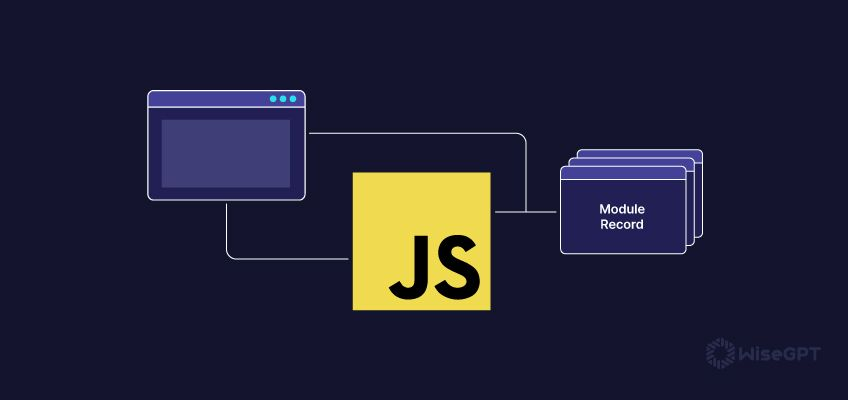 JS
Module
Record
WiseGPT